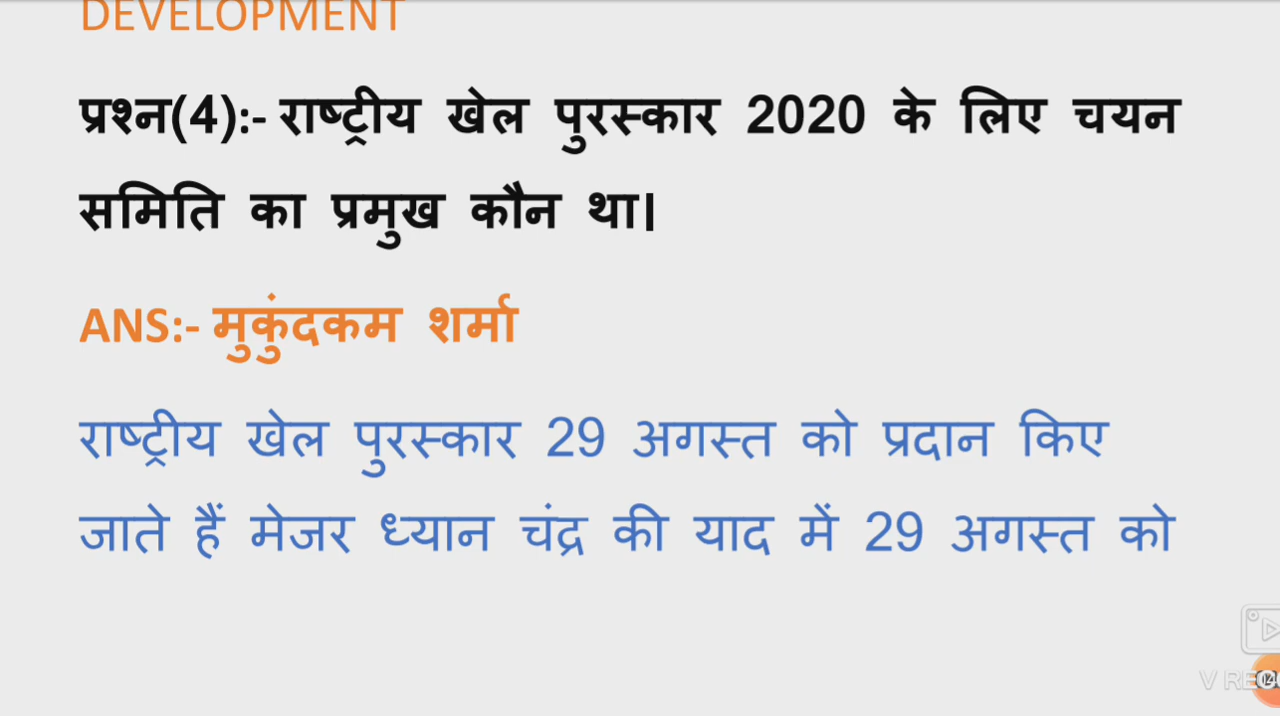 DEVELOPMENT
प्रश्न(4):- राष्ट्रीय खेल पुरस्कार 2020 के लिए चयन
समिति का प्रमुख कौन था।
ANS:- मुकुंदकम शर्मा
राष्ट्रीय खेल पुरस्कार 29 अगस्त को प्रदान किए
जाते हैं मेजर ध्यान चंद्र की याद में 29 अगस्त को